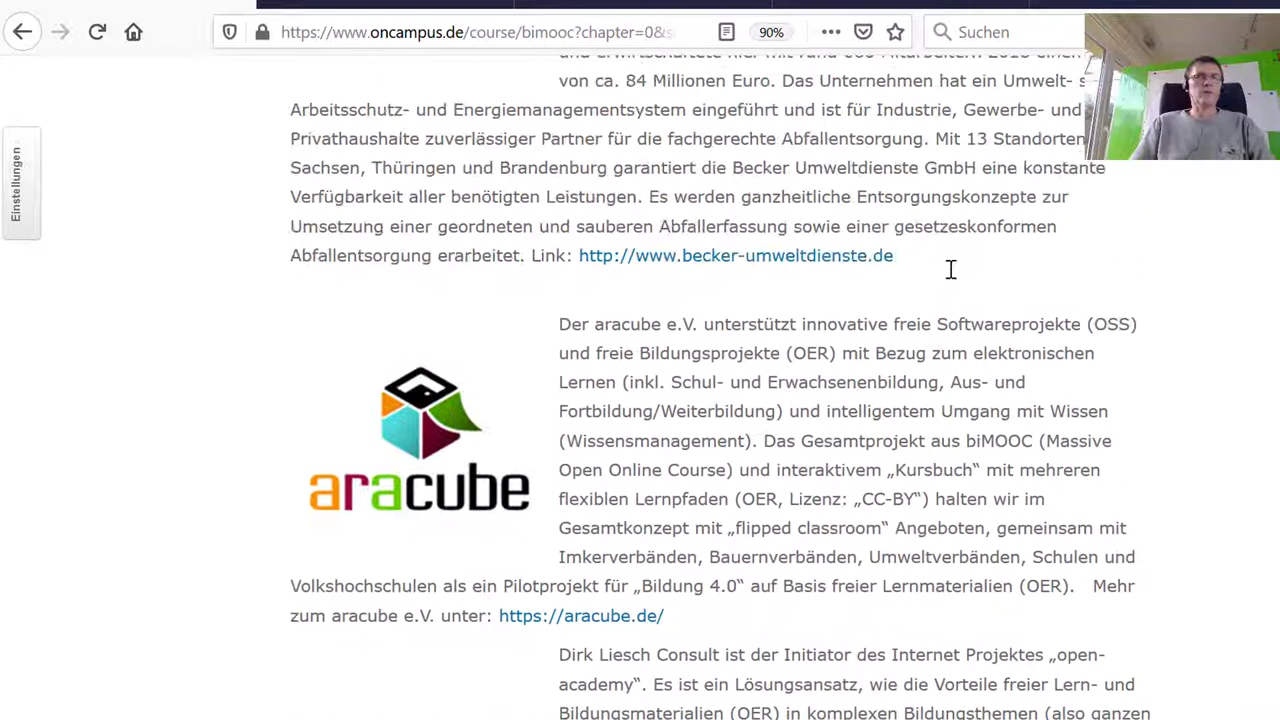 https://www.oncampus.de/course/bimooc?chapter=0&s
90%
Suchen
Einstellungen
von ca. 84 Millionen Euro. Das Unternehmen hat ein Umwelt- s
Arbeitsschutz- und Energiemanagementsystem eingeführt und ist für Industrie, Gewerbe- und
Privathaushalte zuverlässiger Partner für die fachgerechte Abfallentsorgung. Mit 13 Standorten
Sachsen, Thüringen und Brandenburg garantiert die Becker Umweltdienste GmbH eine konstante
Verfügbarkeit aller benötigten Leistungen. Es werden ganzheitliche Entsorgungskonzepte zur
Umsetzung einer geordneten und sauberen Abfallerfassung sowie einer gesetzeskonformen
Abfallentsorgung erarbeitet. Link: http://www.becker-umweltdienste.de
Der aracube e.V. unterstützt innovative freie Softwareprojekte (OSS)
und freie Bildungsprojekte (OER) mit Bezug zum elektronischen
Lernen (inkl. Schul- und Erwachsenenbildung, Aus- und
Fortbildung/Weiterbildung) und intelligentem Umgang mit Wissen
(Wissensmanagement). Das Gesamtprojekt aus biMOOC (Massive
Open Online Course) und interaktivem „Kursbuch“ mit mehreren
flexiblen Lernpfaden (OER, Lizenz: „CC-BY“) halten wir im
Gesamtkonzept mit „flipped classroom“ Angeboten, gemeinsam mit
Imkerverbänden, Bauernverbänden, Umweltverbänden, Schulen und
aracube
Volkshochschulen als ein Pilotprojekt für „Bildung 4.0“ auf Basis freier Lernmaterialien (OER). Mehr
zum aracube e.V. unter: https://aracube.de/
Dirk Liesch Consult ist der Initiator des Internet Projektes „open-
academy“. Es ist ein Lösungsansatz, wie die Vorteile freier Lern- und
Bildungsmaterialien (OER) in komplexen Bildungsthemen (also ganzen